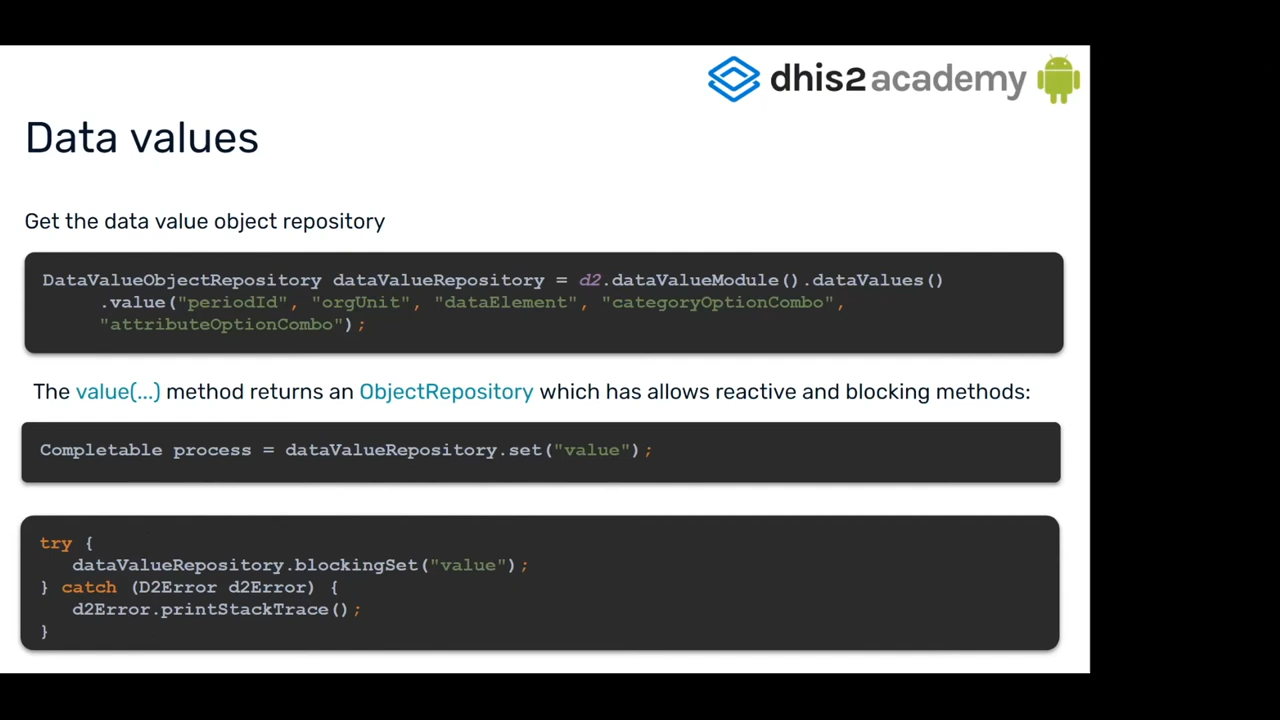 dhis2 academy
Data values
Get the data value object repository
DataValueObjectRepository dataValueRepository = d2.dataValueModule().dataValues()
.value("periodId", "orgUnit", "dataElement", "categoryOptionCombo",
"attributeOptionCombo");
The value(...) method returns an ObjectRepository which has allows reactive and blocking methods:
Completable process = dataValueRepository.set("value");
try {
dataValueRepository.blockingSet("value");
} catch (D2Error d2Error) {
d2Error.printStackTrace();
}